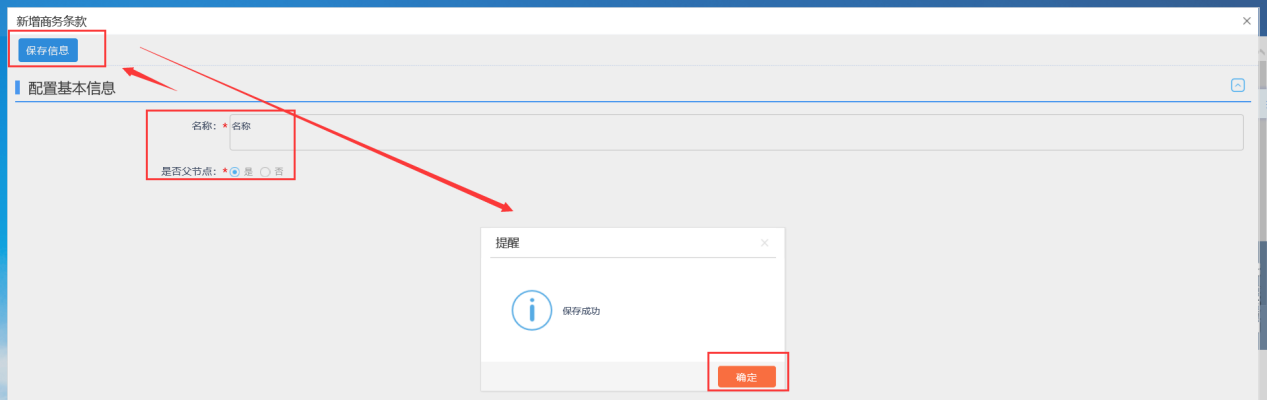 新增商务条款
保存信息
配置基本信息
名称: * 名称
是否父节点: * 是 否
提醒
保存成功
确定